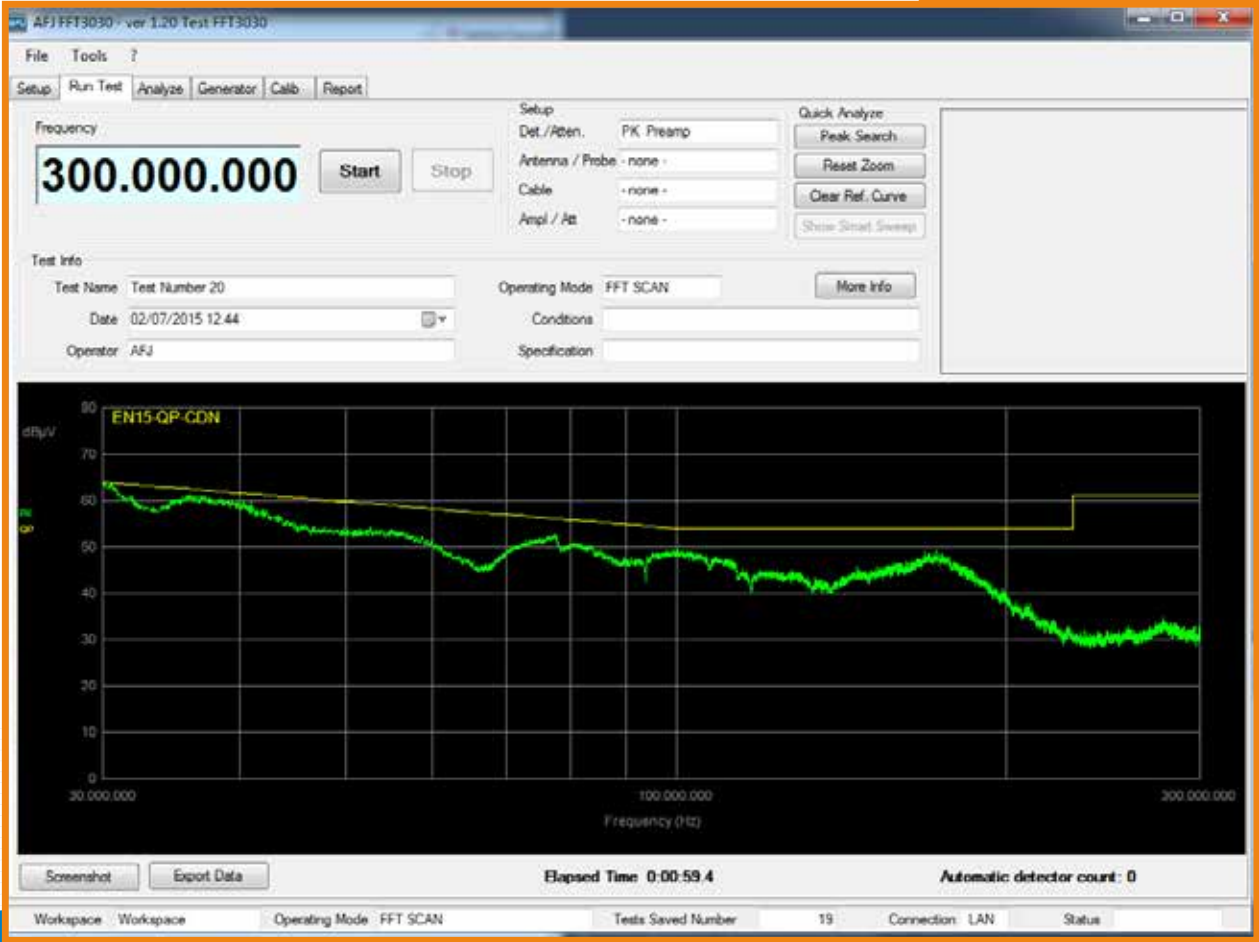 AFJ FFT3030 - ver 1.20 Test FFT3030
File Tools ?
Setup Run Test Analyze Generator Calib Report
Frequency
300.000.000
Start Stop
Setup
Det./Atten. PK Preamp
Antenna / Probe - none -
Cable - none -
Ampl / Att - none -
Quick Analyze
Peak Search
Reset Zoom
Clear Ref. Curve
Show Smart Sweep
Test Info
Test Name Test Number 20
Date 02/07/2015 12.44
Operator AFJ
Operating Mode FFT SCAN
Conditions
Specification
More Info
EN15-QP-CDN
dBµV
80
70
60
PK
QP
50
40
30
20
10
0
30.000.000 100.000.000 300.000.000
Frequency (Hz)
Screenshot Export Data Elapsed Time 0:00:59.4 Automatic detector count: 0
Workspace Workspace Operating Mode FFT SCAN Tests Saved Number 19 Connection LAN Status